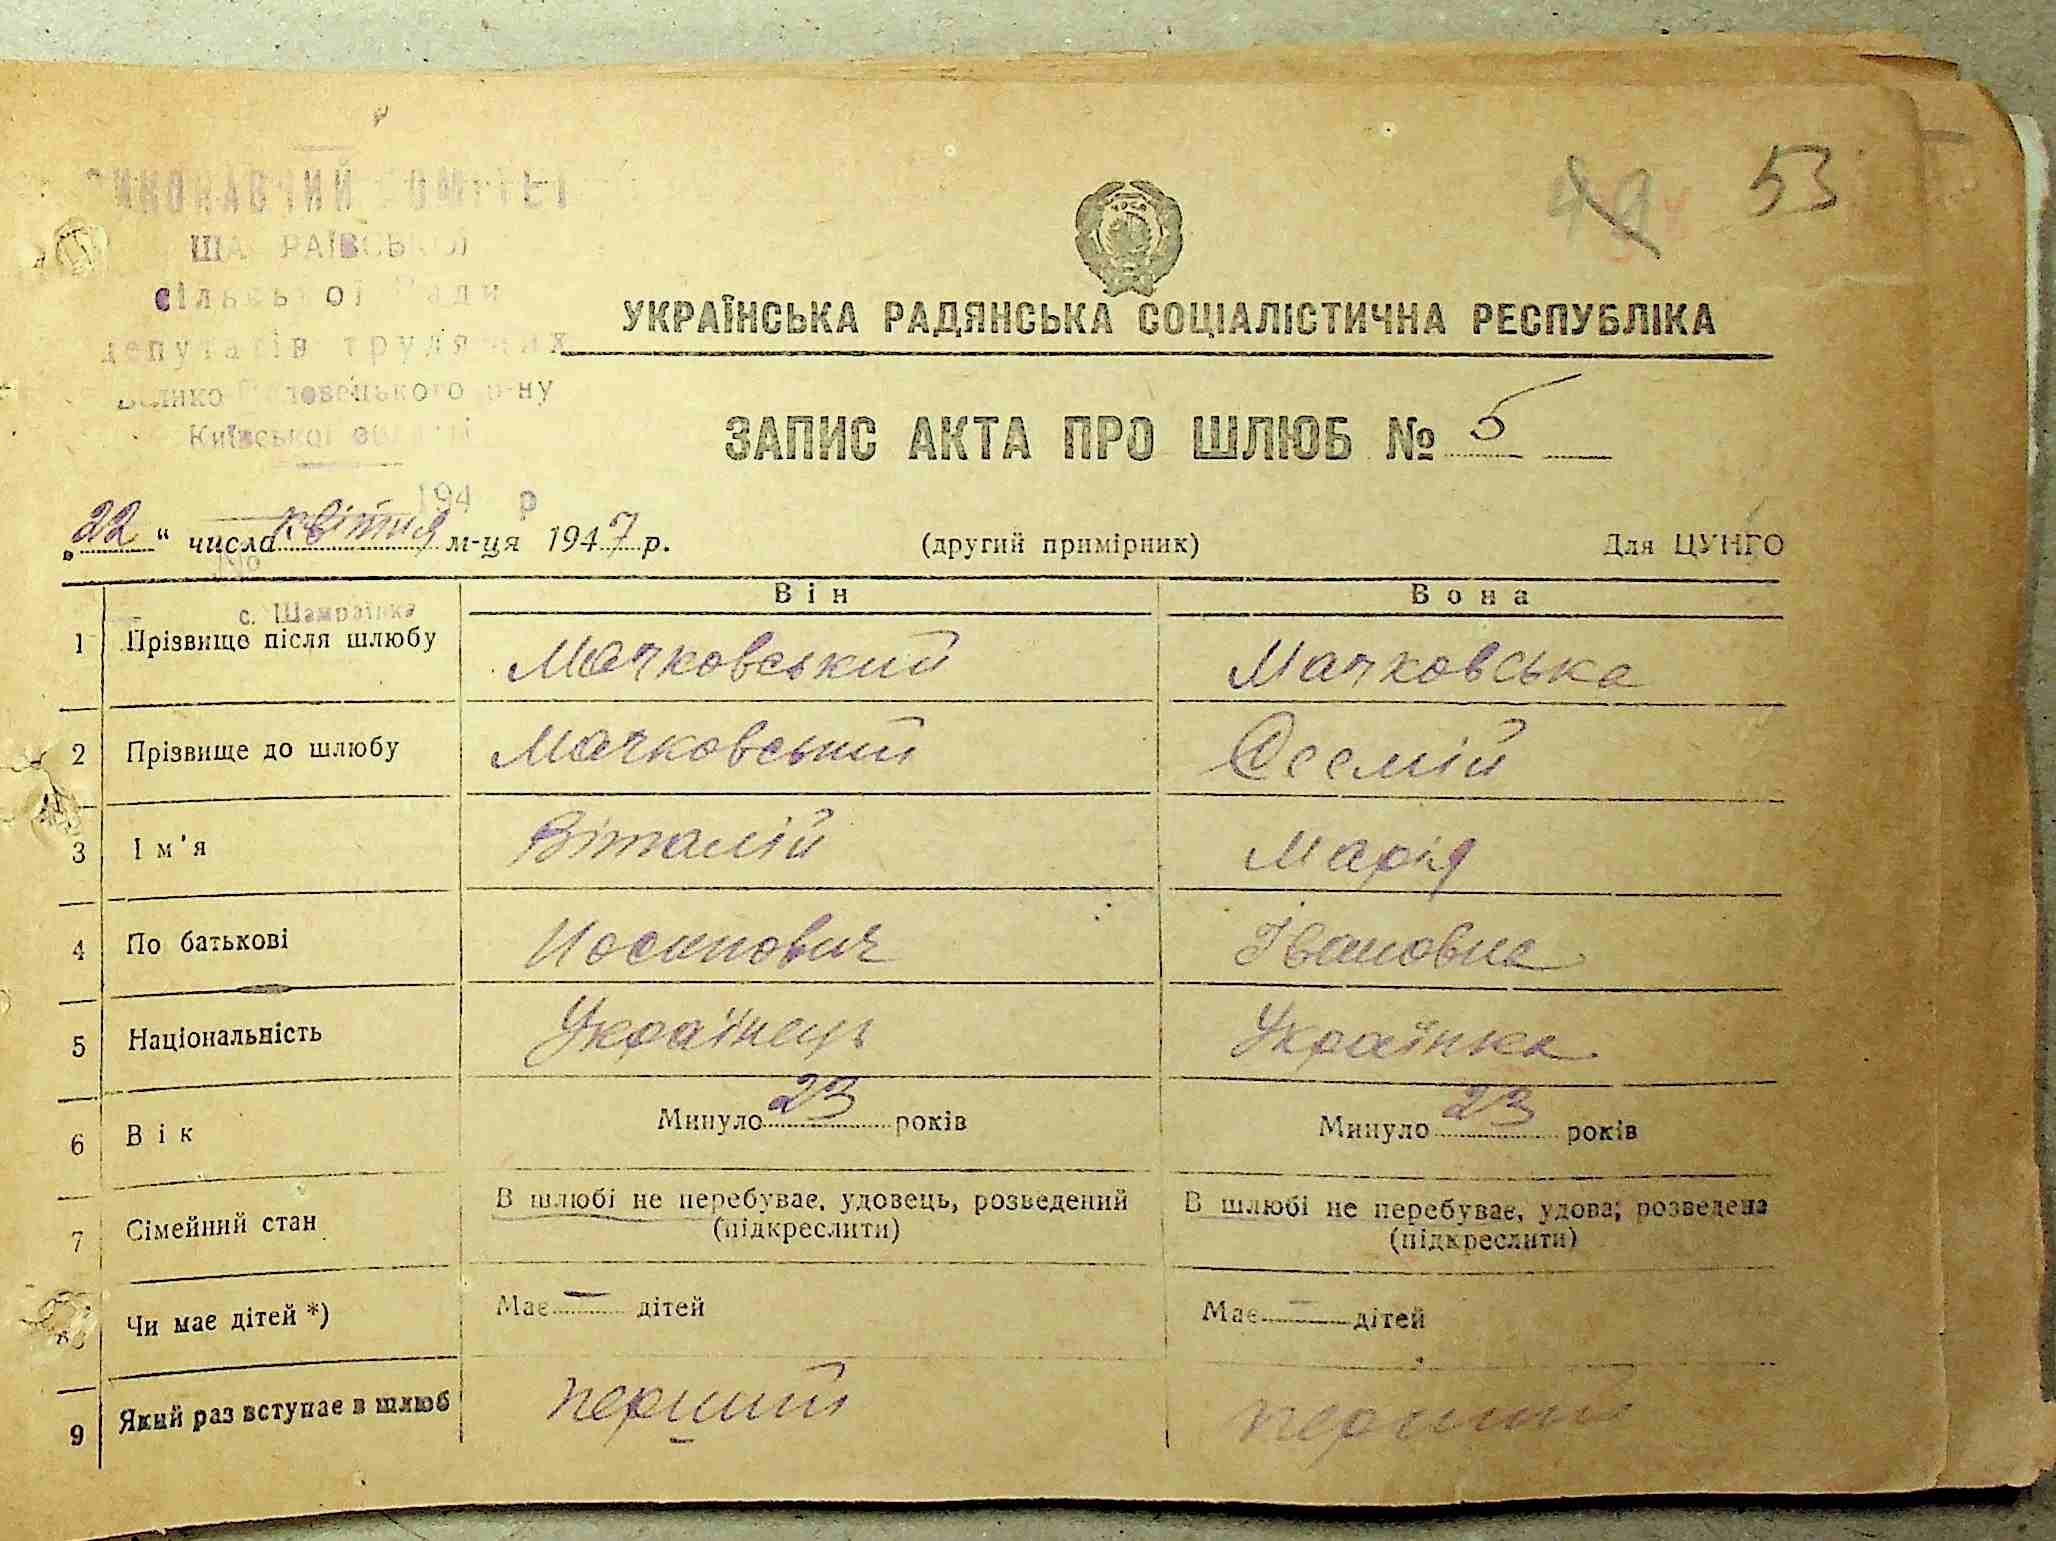 ВИКОНАВЧИЙ КОМІТЕТ
ШАМРАЇВСЬКОЇ
сільської Ради
депутатів трудящих
Велико-Половецького р-ну
Київської області
194 р
№
с. Шамраївка
49 53
УКРАЇНСЬКА РАДЯНСЬКА СОЦІАЛІСТИЧНА РЕСПУБЛІКА
ЗАПИС АКТА ПРО ШЛЮБ № 5
„22“ числа квітня м-ця 1947 р. (другий примірник) Для ЦУНГО
Він Вона
1 Прізвище після шлюбу Мачковський Мачковська
2 Прізвище до шлюбу Мачковський
3 Ім'я Віталій Марія
4 По батькові Иосипович Івановна
5 Національність Українець Українка
6 Вік Минуло 23 років Минуло 23 років
7 Сімейний стан В шлюбі не перебуває, удовець, розведений (підкреслити) В шлюбі не перебуває, удова; розведена (підкреслити)
8 Чи має дітей *) Має — дітей Має — дітей
9 Який раз вступає в шлюб перший перший